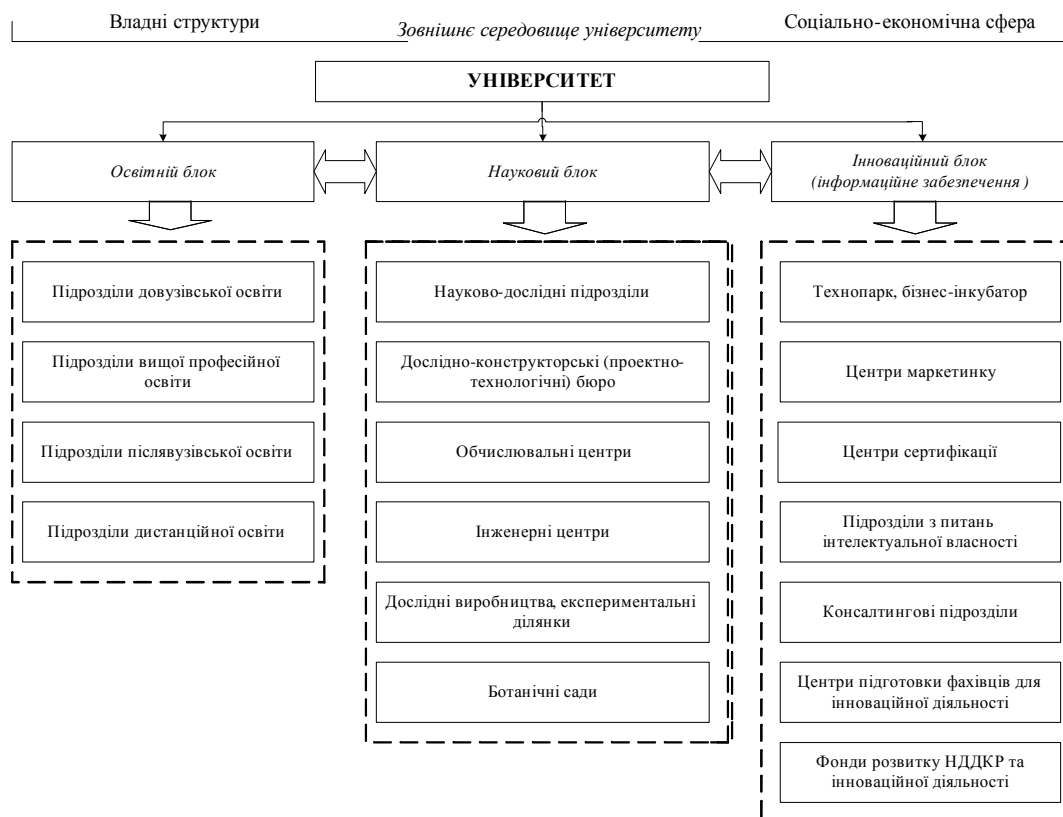 Владні структури
Зовнішнє середовище університету
Соціально-економічна сфера
УНІВЕРСИТЕТ
Освітній блок
Науковий блок
Інноваційний блок
(інформаційне забезпечення )
Підрозділи довузівської освіти
Підрозділи вищої професійної
освіти
Підрозділи післявузівської освіти
Підрозділи дистанційної освіти
Науково-дослідні підрозділи
Дослідно-конструкторські (проектно-
технологічні) бюро
Обчислювальні центри
Інженерні центри
Дослідні виробництва, експериментальні
ділянки
Ботанічні сади
Технопарк, бізнес-інкубатор
Центри маркетинку
Центри сертифікації
Підрозділи з питань
інтелектуальної власності
Консалтингові підрозділи
Центри підготовки фахівців для
інноваційної діяльності
Фонди розвитку НДДКР та
інноваційної діяльності